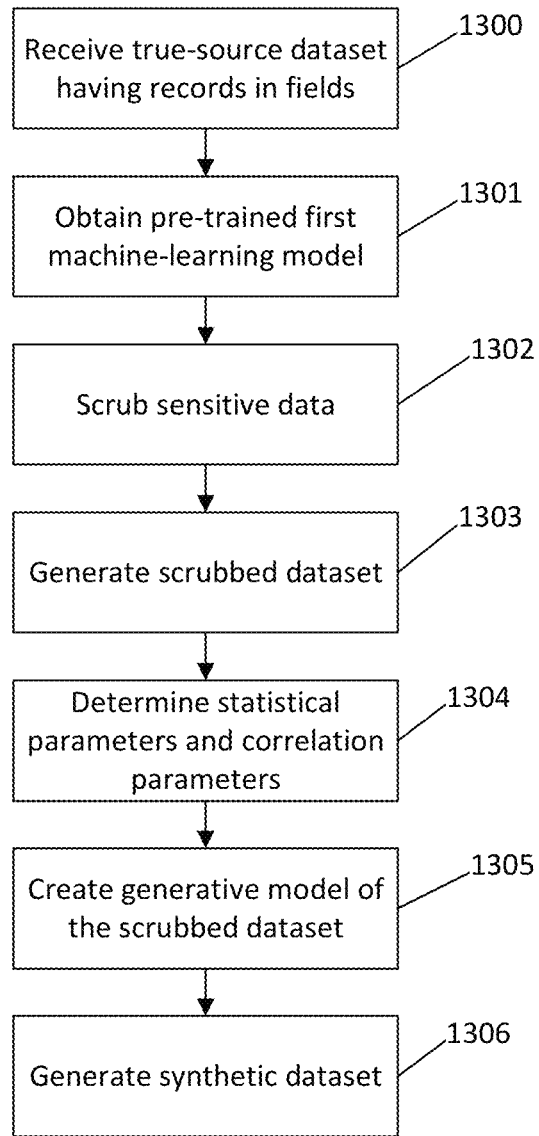 1300
Receive true-source dataset
having records in fields
1301
Obtain pre-trained first
machine-learning model
1302
Scrub sensitive data
1303
Generate scrubbed dataset
1304
Determine statistical
parameters and correlation
parameters
1305
Create generative model of
the scrubbed dataset
1306
Generate synthetic dataset